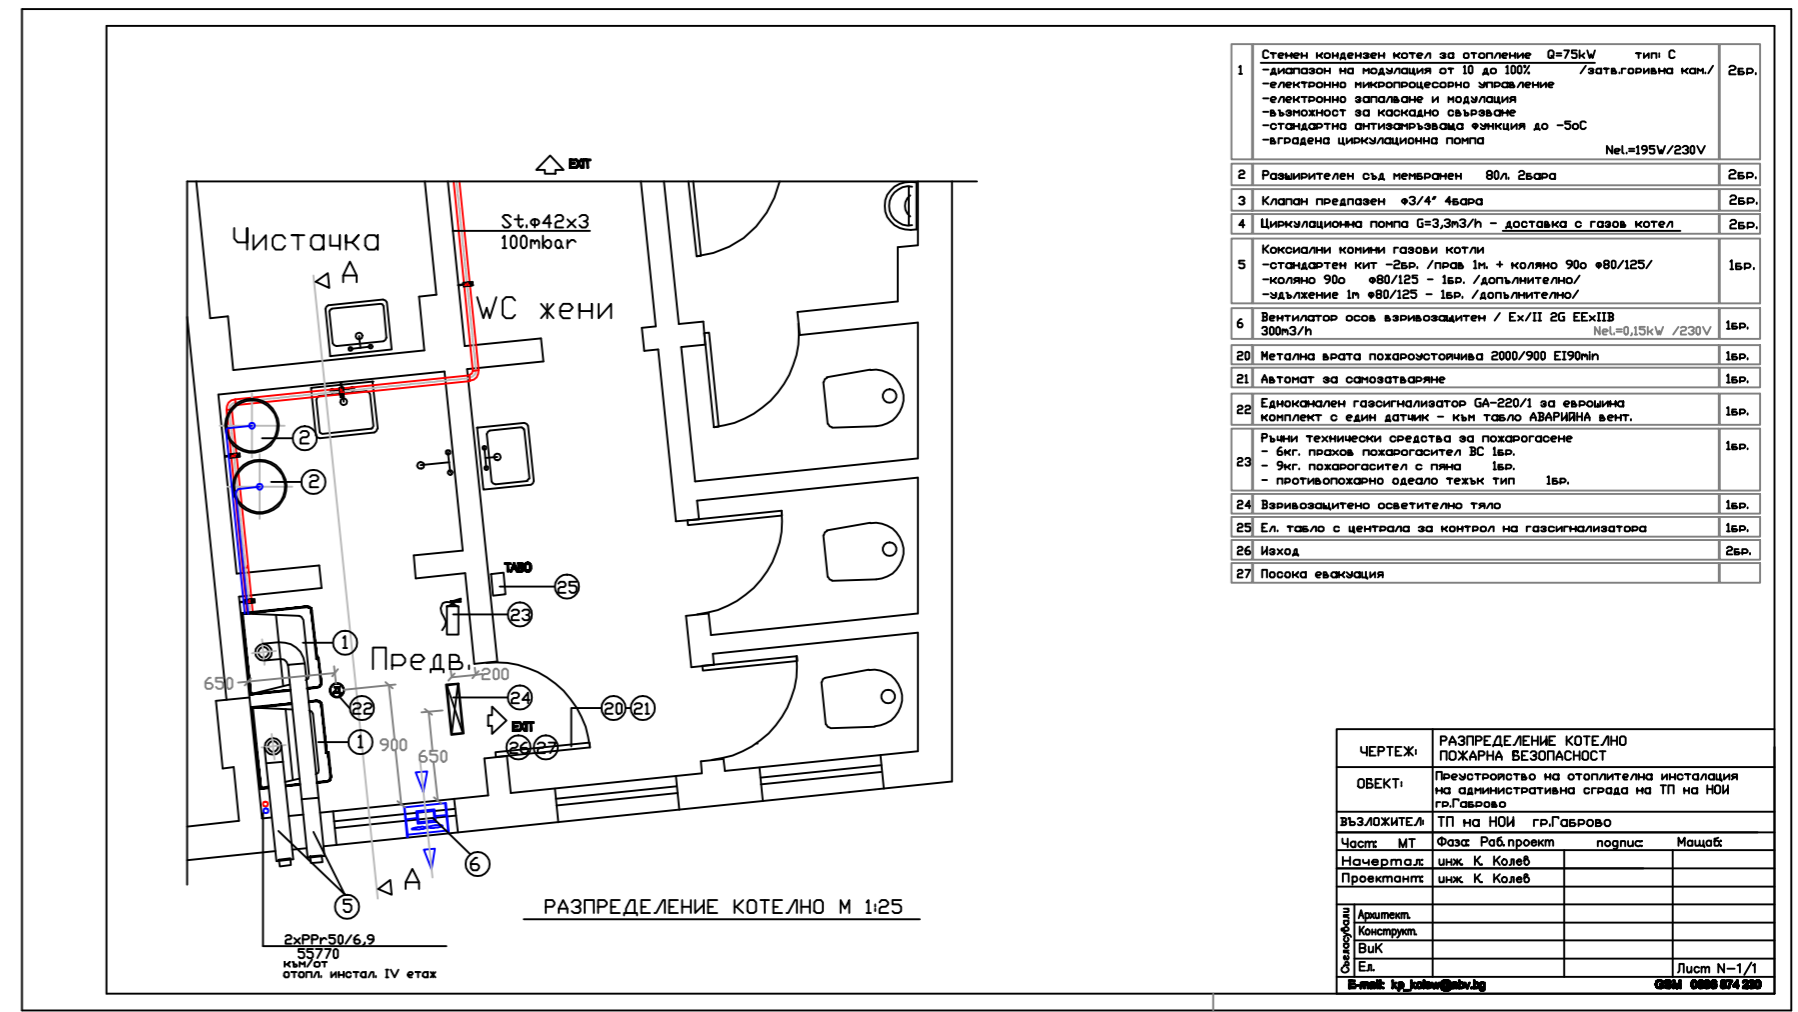 EXIT
Чистачка
St.φ42x3
100mbar
A
WC жени
2
2
ТАБО
25
23
1
Предв.
650
200
24
22
20
21
EXIT
26
27
1
900
650
6
A
5
РАЗПРЕДЕЛЕНИЕ КОТЕЛНО М 1:25
2xPPr50/6,9
55770
към/от
отопл. инстал. IV етаж
1 Стенен кондензен котел за отопление Q=75kW тип: С 2бр.
-диапазон на модулация от 10 до 100% /затв.горивна кам./
-електронно микропроцесорно управление
-електронно запалване и модулация
-възможност за каскадно свързване
-стандартна антизамръзваща функция до -5oC
-вградена циркулационна помпа
Nel.=195W/230V
2 Разширителен съд мембранен 80л. 2бара 2бр.
3 Клапан предпазен φ3/4" 4бара 2бр.
4 Циркулационна помпа G=3,3m3/h - доставка с газов котел 2бр.
5 Коксиални комини газови котли 1бр.
-стандартен кит -2бр. /прав 1м. + коляно 90о φ80/125/
-коляно 90о φ80/125 - 1бр. /допълнително/
-удължение 1м φ80/125 - 1бр. /допълнително/
6 Вентилатор осов взривозащитен / Ex/II 2G EExIIB 1бр.
300m3/h Nel.=0,15kW /230V
20 Метална врата пожароустойчива 2000/900 EI90min 1бр.
21 Автомат за самозатваряне 1бр.
22 Едноканален газсигнализатор GA-220/1 за еврошина 1бр.
комплект с един датчик - към табло АВАРИЙНА вент.
23 Ръчни технически средства за пожарогасене 1бр.
- 6кг. прахов пожарогасител BC 1бр.
- 9кг. пожарогасител с пяна 1бр.
- противопожарно одеало тежък тип 1бр.
24 Взривозащитено осветително тяло 1бр.
25 Ел. табло с централа за контрол на газсигнализатора 1бр.
26 Изход 2бр.
27 Посока евакуация
ЧЕРТЕЖ: РАЗПРЕДЕЛЕНИЕ КОТЕЛНО
ПОЖАРНА БЕЗОПАСНОСТ
ОБЕКТ: Преустройство на отоплителна инсталация
на административна сграда на ТП на НОИ
гр.Габрово
ВЪЗЛОЖИТЕЛ: ТП на НОИ гр.Габрово
Част: МТ Фаза: Раб.проект подпис: Мащаб:
Начертал: инж. К. Колев
Проектант: инж. К. Колев
Съгласували
Архитект.
Конструкт.
ВиК
Ел.
Лист N-1/1
E-mail:
GSM